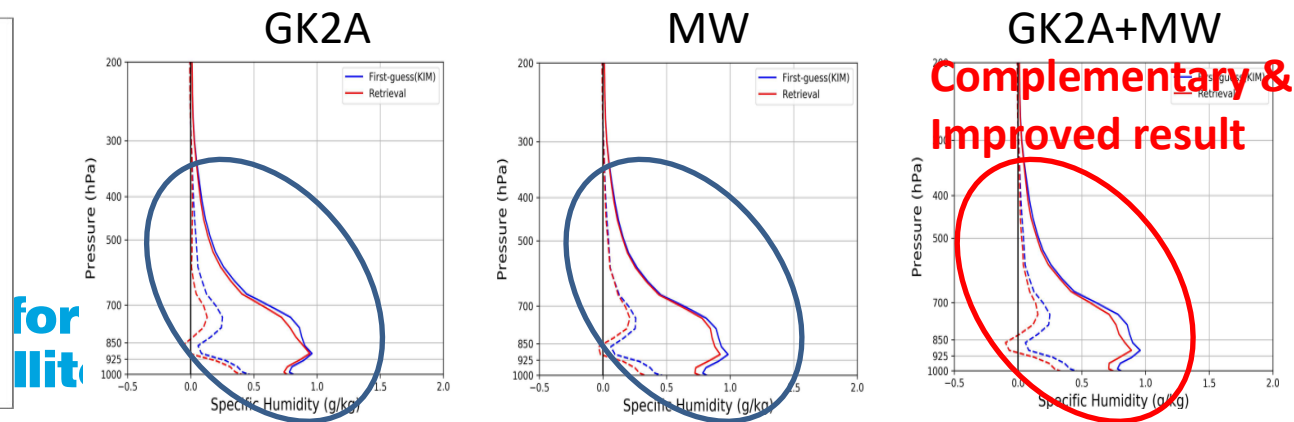 GK2A
MW
GK2A+MW
Complementary &
Improved result
for
llit
200
300
400
500
700
850
925
1000
Pressure (hPa)
First-guess(KIM)
Retrieval
−0.5
0.0
0.5
1.0
1.5
2.0
Specific Humidity (g/kg)
200
300
400
500
700
850
925
1000
Pressure (hPa)
First-guess(KIM)
Retrieval
−0.5
0.0
0.5
1.0
1.5
2.0
Specific Humidity (g/kg)
200
300
400
500
700
850
925
1000
Pressure (hPa)
First-guess(KIM)
Retrieval
−0.5
0.0
0.5
1.0
1.5
2.0
Specific Humidity (g/kg)